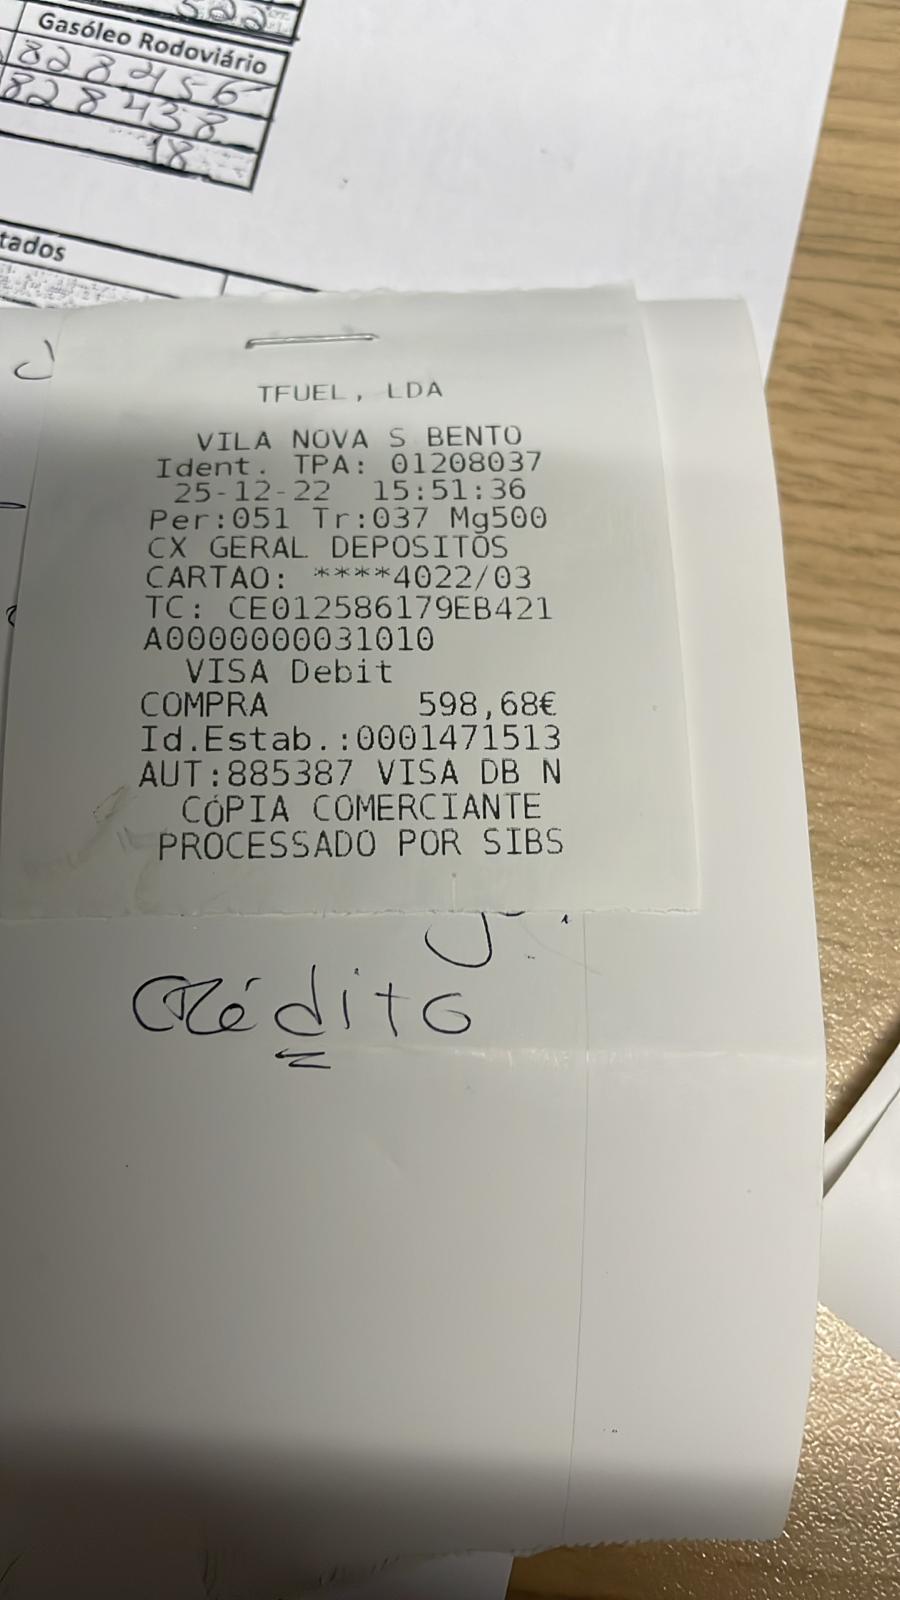 522
Gasóleo Rodoviário
828456
828438
18
tados
TFUEL, LDA
VILA NOVA S BENTO
Ident. TPA: 01208037
25-12-22 15:51:36
Per:051 Tr:037 Mg500
CX GERAL DEPOSITOS
CARTAO: ****4022/03
TC: CE012586179EB421
A0000000031010
VISA Debit
COMPRA 598,68€
Id.Estab.:0001471513
AUT:885387 VISA DB N
CÓPIA COMERCIANTE
PROCESSADO POR SIBS
Crédito